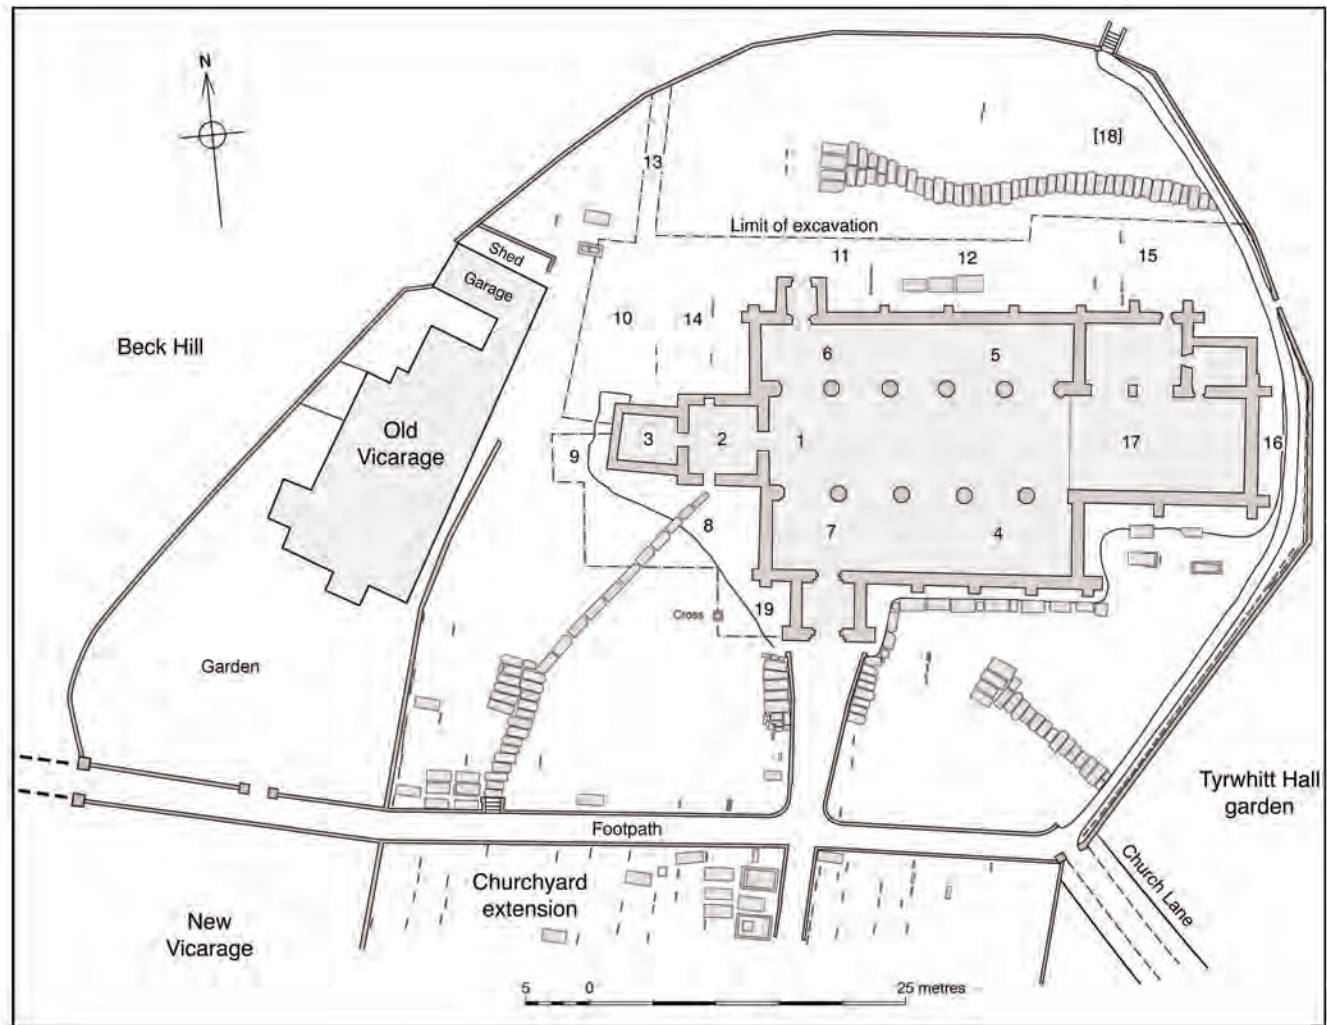 N
[18]
13
Limit of excavation
Shed
11
12
15
Garage
10
14
Beck Hill
6
5
Old
Vicarage
3
2
1
17
16
9
8
7
4
19
Cross
Garden
Tyrwhitt Hall
garden
Footpath
Church Lane
Churchyard
extension
New
Vicarage
5
0
25 metres